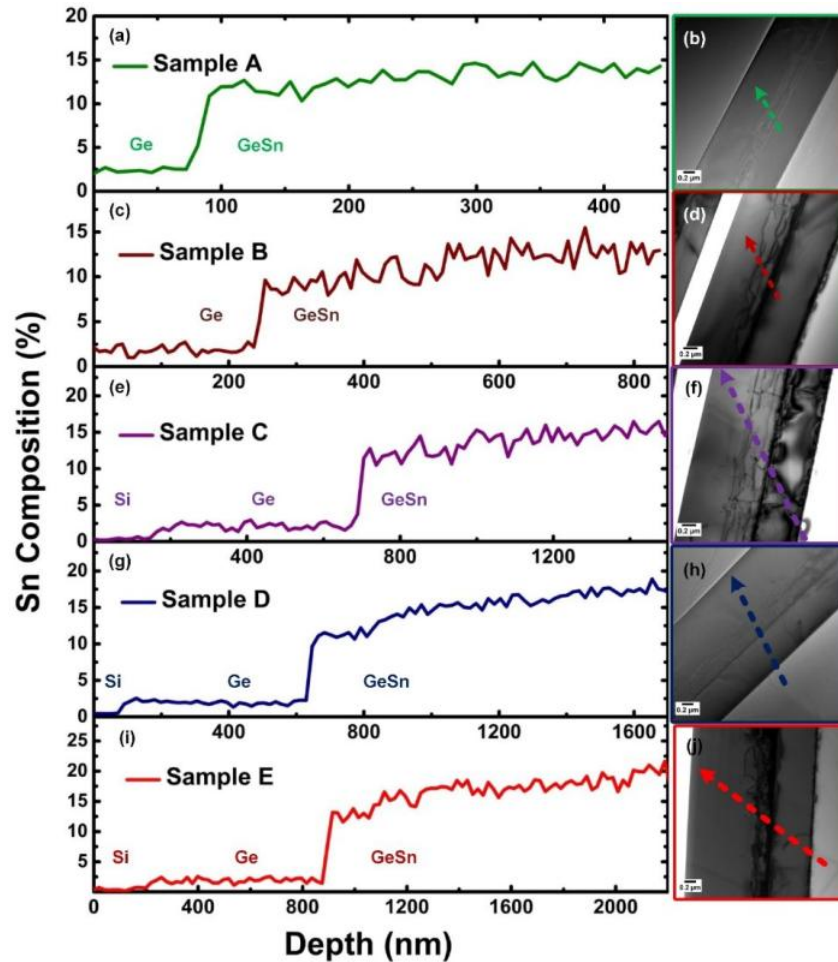 Sn Composition (%)
(a)
Sample A
Ge
GeSn
20
15
10
5
0
100
200
300
400
(b)
0.2 µm
(c)
Sample B
Ge
GeSn
15
10
5
0
200
400
600
800
(d)
0.2 µm
(e)
Sample C
Si
Ge
GeSn
20
15
10
5
0
400
800
1200
(f)
0.2 µm
(g)
Sample D
Si
Ge
GeSn
20
15
10
5
0
400
800
1200
1600
(h)
0.2 µm
(i)
Sample E
Si
Ge
GeSn
25
20
15
10
5
0
400
800
1200
1600
2000
(j)
0.2 µm
Depth (nm)